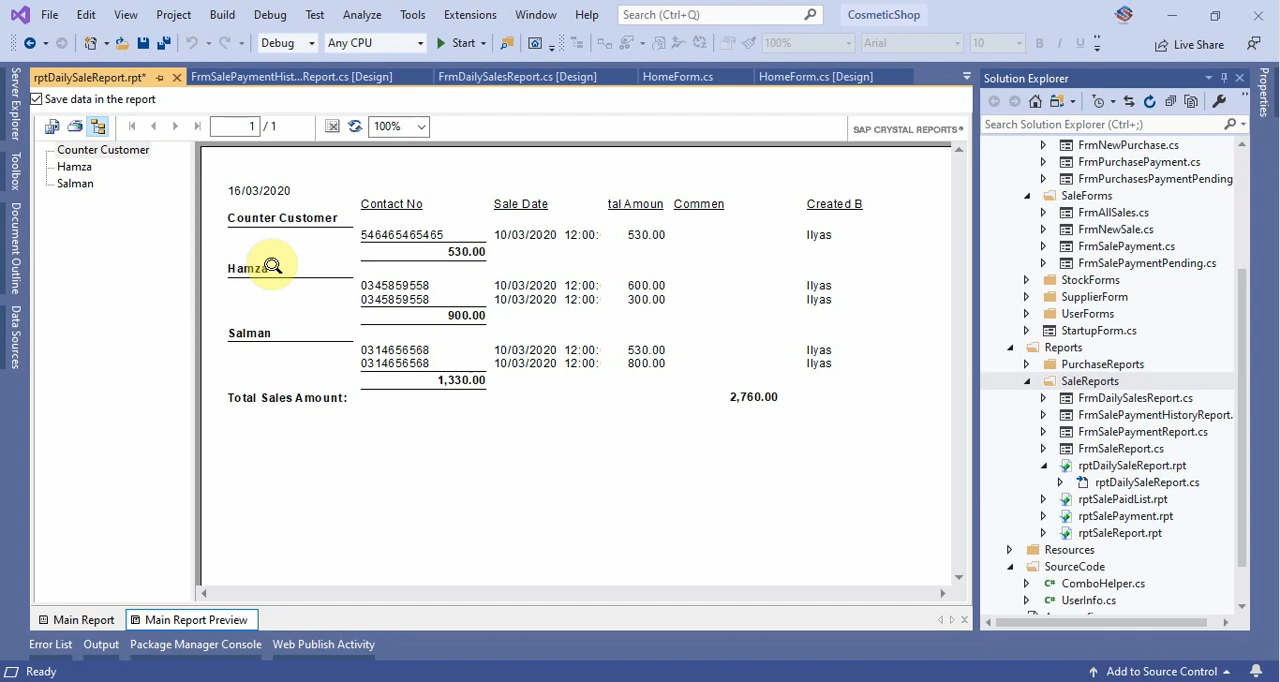 File Edit View Project Build Debug Test Analyze Tools Extensions Window Help Search (Ctrl+Q) CosmeticShop
Debug Any CPU Start 100% Arial 10 B I U Live Share
rptDailySaleReport.rpt* FrmSalePaymentHist...Report.cs [Design] FrmDailySalesReport.cs [Design] HomeForm.cs HomeForm.cs [Design]
Save data in the report
1 / 1 100% SAP CRYSTAL REPORTS®
Counter Customer
Hamza
Salman
16/03/2020
Contact No Sale Date tal Amoun Commen Created B
Counter Customer
546465465465 10/03/2020 12:00: 530.00 Ilyas
530.00
Hamza
0345859558 10/03/2020 12:00: 600.00 Ilyas
0345859558 10/03/2020 12:00: 300.00 Ilyas
900.00
Salman
0314656568 10/03/2020 12:00: 530.00 Ilyas
0314656568 10/03/2020 12:00: 800.00 Ilyas
1,330.00
Total Sales Amount: 2,760.00
Main Report Main Report Preview
Server Explorer
Toolbox
Document Outline
Data Sources
Properties
Solution Explorer
Search Solution Explorer (Ctrl+;)
FrmNewPurchase.cs
FrmPurchasePayment.cs
FrmPurchasesPaymentPending
SaleForms
FrmAllSales.cs
FrmNewSale.cs
FrmSalePayment.cs
FrmSalePaymentPending.cs
StockForms
SupplierForm
UserForms
StartupForm.cs
Reports
PurchaseReports
SaleReports
FrmDailySalesReport.cs
FrmSalePaymentHistoryReport.
FrmSalePaymentReport.cs
FrmSaleReport.cs
rptDailySaleReport.rpt
rptDailySaleReport.cs
rptSalePaidList.rpt
rptSalePayment.rpt
rptSaleReport.rpt
Resources
SourceCode
ComboHelper.cs
UserInfo.cs
Error List Output Package Manager Console Web Publish Activity
Ready Add to Source Control